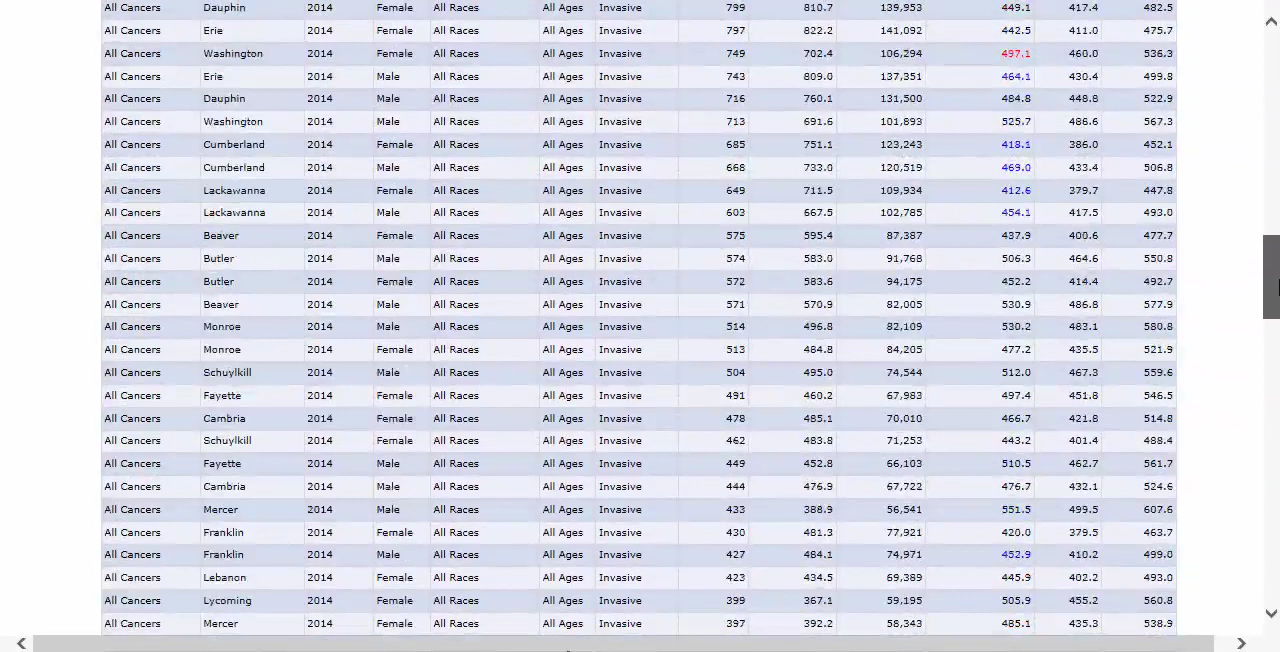 All Cancers Dauphin 2014 Female All Races All Ages Invasive 799 810.7 139,953 449.1 417.4 482.5
All Cancers Erie 2014 Female All Races All Ages Invasive 797 822.2 141,092 442.5 411.0 475.7
All Cancers Washington 2014 Female All Races All Ages Invasive 749 702.4 106,294 497.1 460.0 536.3
All Cancers Erie 2014 Male All Races All Ages Invasive 743 809.0 137,351 464.1 430.4 499.8
All Cancers Dauphin 2014 Male All Races All Ages Invasive 716 760.1 131,500 484.8 448.8 522.9
All Cancers Washington 2014 Male All Races All Ages Invasive 713 691.6 101,893 525.7 486.6 567.3
All Cancers Cumberland 2014 Female All Races All Ages Invasive 685 751.1 123,243 418.1 386.0 452.1
All Cancers Cumberland 2014 Male All Races All Ages Invasive 668 733.0 120,519 469.0 433.4 506.8
All Cancers Lackawanna 2014 Female All Races All Ages Invasive 649 711.5 109,934 412.6 379.7 447.8
All Cancers Lackawanna 2014 Male All Races All Ages Invasive 603 667.5 102,785 454.1 417.5 493.0
All Cancers Beaver 2014 Female All Races All Ages Invasive 575 595.4 87,387 437.9 400.6 477.7
All Cancers Butler 2014 Male All Races All Ages Invasive 574 583.0 91,768 506.3 464.6 550.8
All Cancers Butler 2014 Female All Races All Ages Invasive 572 583.6 94,175 452.2 414.4 492.7
All Cancers Beaver 2014 Male All Races All Ages Invasive 571 570.9 82,005 530.9 486.8 577.9
All Cancers Monroe 2014 Male All Races All Ages Invasive 514 496.8 82,109 530.2 483.1 580.8
All Cancers Monroe 2014 Female All Races All Ages Invasive 513 484.8 84,205 477.2 435.5 521.9
All Cancers Schuylkill 2014 Male All Races All Ages Invasive 504 495.0 74,544 512.0 467.3 559.6
All Cancers Fayette 2014 Female All Races All Ages Invasive 491 460.2 67,983 497.4 451.8 546.5
All Cancers Cambria 2014 Female All Races All Ages Invasive 478 485.1 70,010 466.7 421.8 514.8
All Cancers Schuylkill 2014 Female All Races All Ages Invasive 462 483.8 71,253 443.2 401.4 488.4
All Cancers Fayette 2014 Male All Races All Ages Invasive 449 452.8 66,103 510.5 462.7 561.7
All Cancers Cambria 2014 Male All Races All Ages Invasive 444 476.9 67,722 476.7 432.1 524.6
All Cancers Mercer 2014 Male All Races All Ages Invasive 433 388.9 56,541 551.5 499.5 607.6
All Cancers Franklin 2014 Female All Races All Ages Invasive 430 481.3 77,921 420.0 379.5 463.7
All Cancers Franklin 2014 Male All Races All Ages Invasive 427 484.1 74,971 452.9 410.2 499.0
All Cancers Lebanon 2014 Female All Races All Ages Invasive 423 434.5 69,389 445.9 402.2 493.0
All Cancers Lycoming 2014 Female All Races All Ages Invasive 399 367.1 59,195 505.9 455.2 560.8
All Cancers Mercer 2014 Female All Races All Ages Invasive 397 392.2 58,343 485.1 435.3 538.9